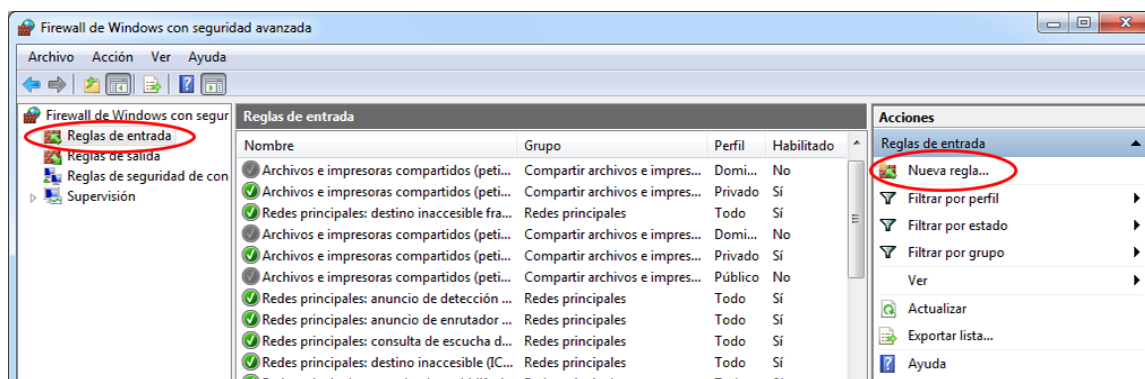 Firewall de Windows con seguridad avanzada
Archivo Acción Ver Ayuda
Firewall de Windows con segur
Reglas de entrada
Reglas de salida
Reglas de seguridad de con
Supervisión
Reglas de entrada
Nombre Grupo Perfil Habilitado
Archivos e impresoras compartidos (peti... Compartir archivos e impres... Domi... No
Archivos e impresoras compartidos (peti... Compartir archivos e impres... Privado Sí
Redes principales: destino inaccesible fra... Redes principales Todo Sí
Archivos e impresoras compartidos (peti... Compartir archivos e impres... Domi... No
Archivos e impresoras compartidos (peti... Compartir archivos e impres... Privado Sí
Archivos e impresoras compartidos (peti... Compartir archivos e impres... Público No
Redes principales: anuncio de detección ... Redes principales Todo Sí
Redes principales: anuncio de enrutador ... Redes principales Todo Sí
Redes principales: consulta de escucha d... Redes principales Todo Sí
Redes principales: destino inaccesible (IC... Redes principales Todo Sí
Acciones
Reglas de entrada
Nueva regla...
Filtrar por perfil
Filtrar por estado
Filtrar por grupo
Ver
Actualizar
Exportar lista...
Ayuda